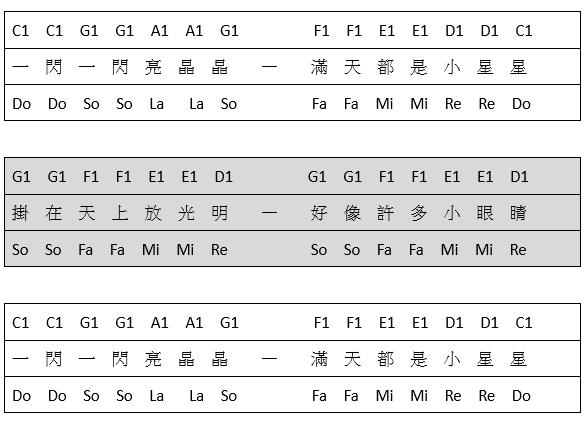 C1 C1 G1 G1 A1 A1 G1 F1 F1 E1 E1 D1 D1 C1
一 閃 一 閃 亮 晶 晶 — 滿 天 都 是 小 星 星
Do Do So So La La So Fa Fa Mi Mi Re Re Do
G1 G1 F1 F1 E1 E1 D1 G1 G1 F1 F1 E1 E1 D1
掛 在 天 上 放 光 明 — 好 像 許 多 小 眼 睛
So So Fa Fa Mi Mi Re So So Fa Fa Mi Mi Re
C1 C1 G1 G1 A1 A1 G1 F1 F1 E1 E1 D1 D1 C1
一 閃 一 閃 亮 晶 晶 — 滿 天 都 是 小 星 星
Do Do So So La La So Fa Fa Mi Mi Re Re Do